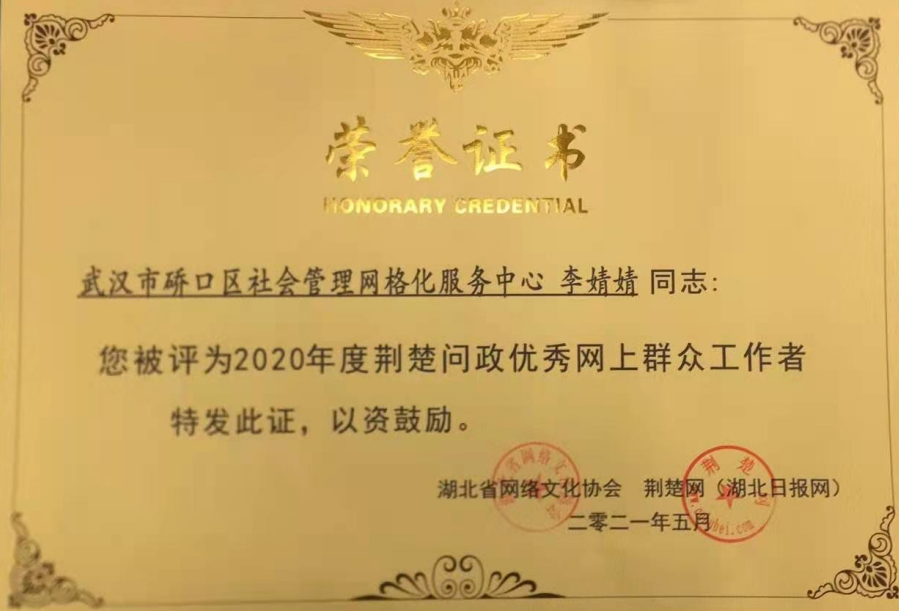 荣誉证书
HONORARY CREDENTIAL
武汉市硚口区社会管理网格化服务中心 李婧婧 同志:
您被评为2020年度荆楚问政优秀网上群众工作者
特发此证，以资鼓励。
湖北省网络文化协会 荆楚网（湖北日报网）
二零二一年五月